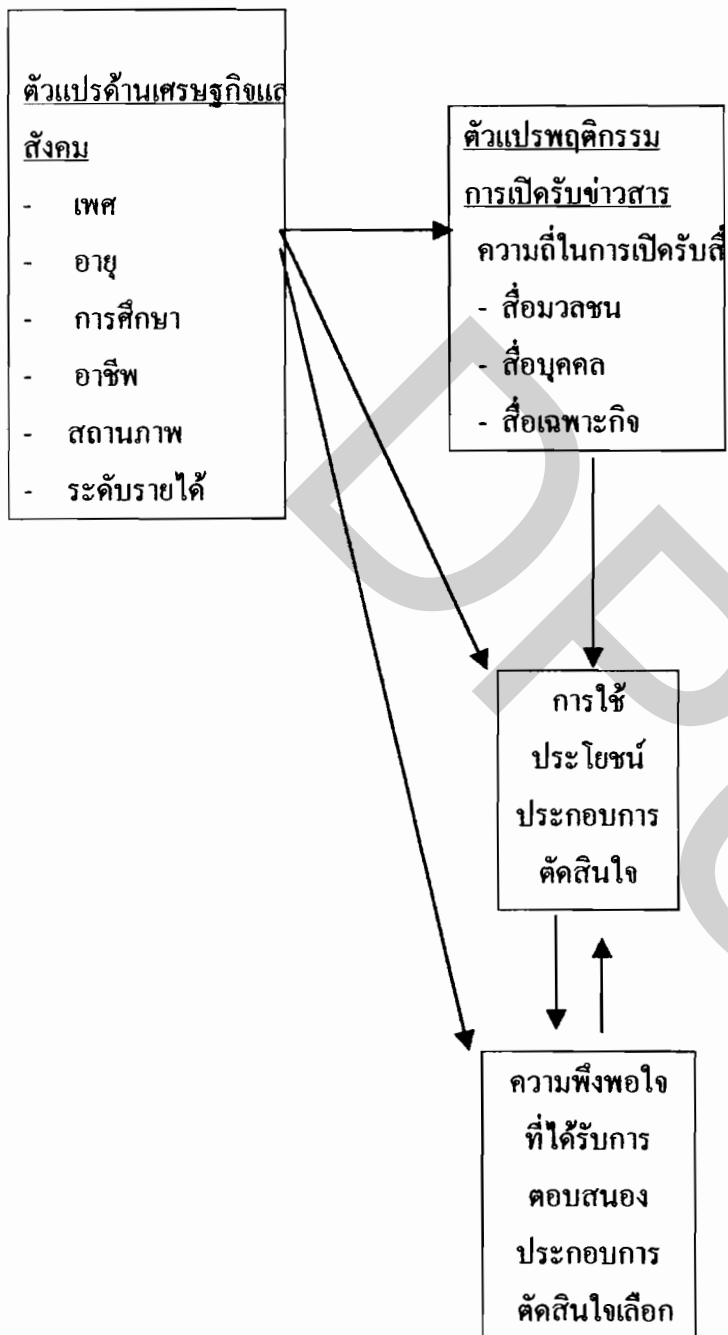 ตัวแปรด้านเศรษฐกิจแล
สังคม
- เพศ
- อายุ
- การศึกษา
- อาชีพ
- สถานภาพ
- ระดับรายได้
ตัวแปรพฤติกรรม
การเปิดรับข่าวสาร
ความถี่ในการเปิดรับสื่
- สื่อมวลชน
- สื่อบุคคล
- สื่อเฉพาะกิจ
การใช้
ประโยชน์
ประกอบการ
ตัดสินใจ
ความพึงพอใจ
ที่ได้รับการ
ตอบสนอง
ประกอบการ
ตัดสินใจเลือก